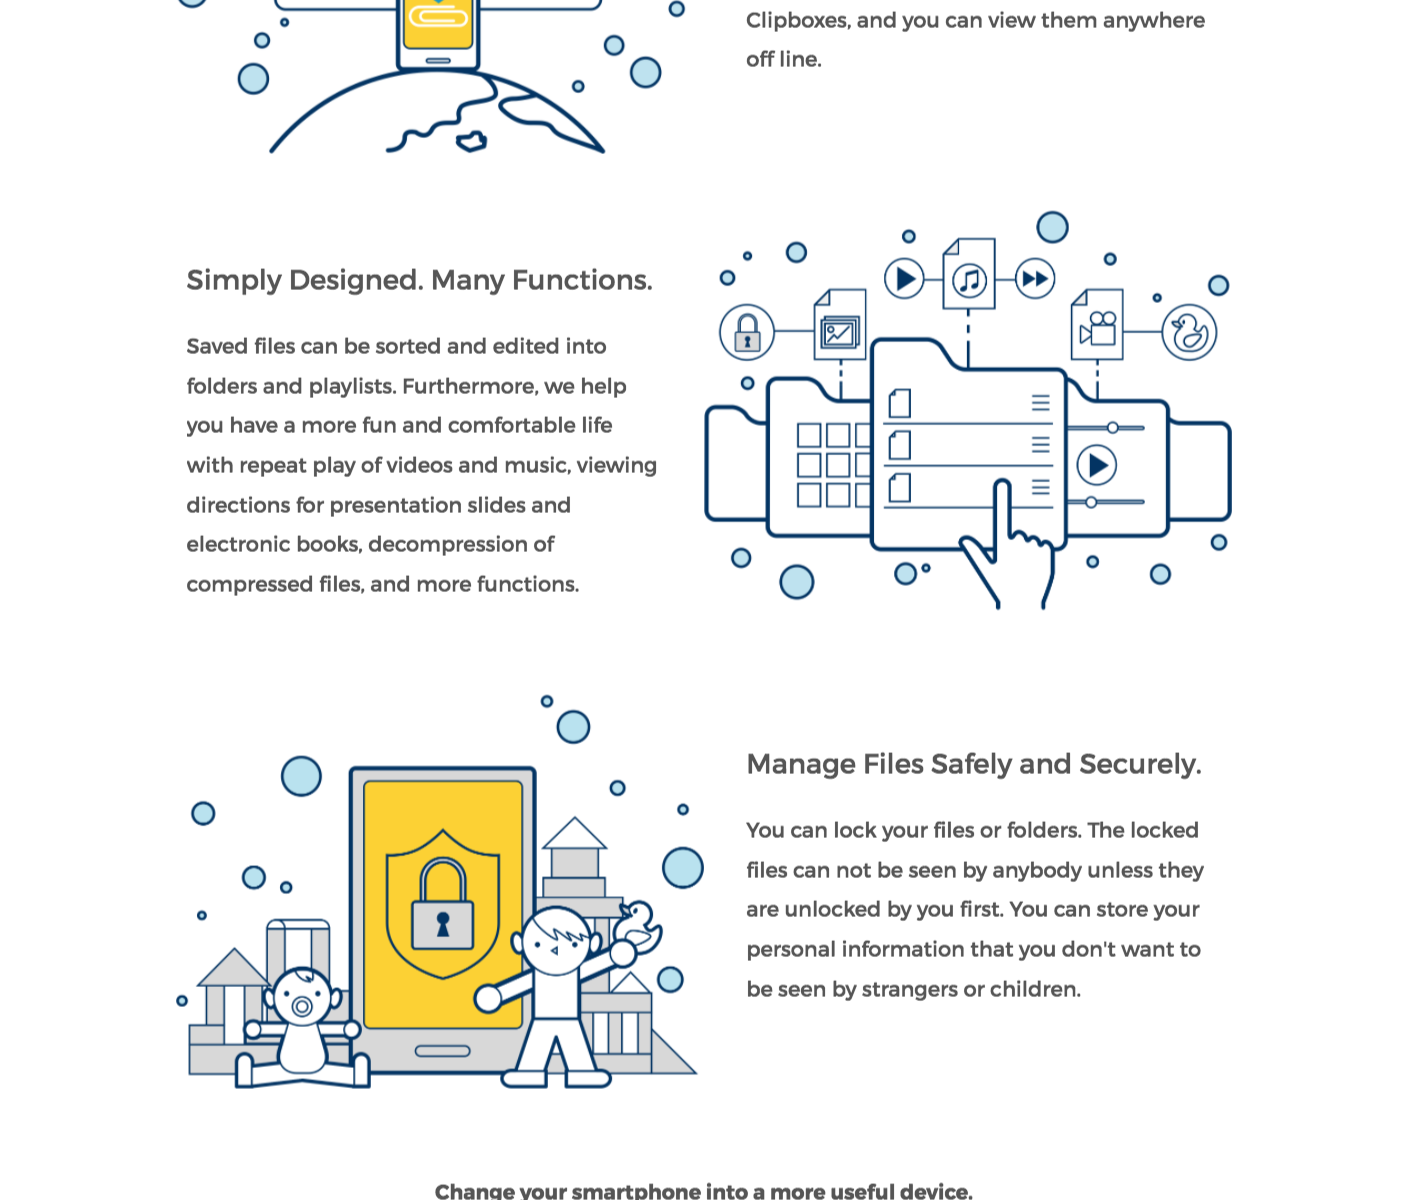 Clipboxes, and you can view them anywhere
off line.
Simply Designed. Many Functions.
Saved files can be sorted and edited into
folders and playlists. Furthermore, we help
you have a more fun and comfortable life
with repeat play of videos and music, viewing
directions for presentation slides and
electronic books, decompression of
compressed files, and more functions.
Manage Files Safely and Securely.
You can lock your files or folders. The locked
files can not be seen by anybody unless they
are unlocked by you first. You can store your
personal information that you don't want to
be seen by strangers or children.
Change your smartphone into a more useful device.